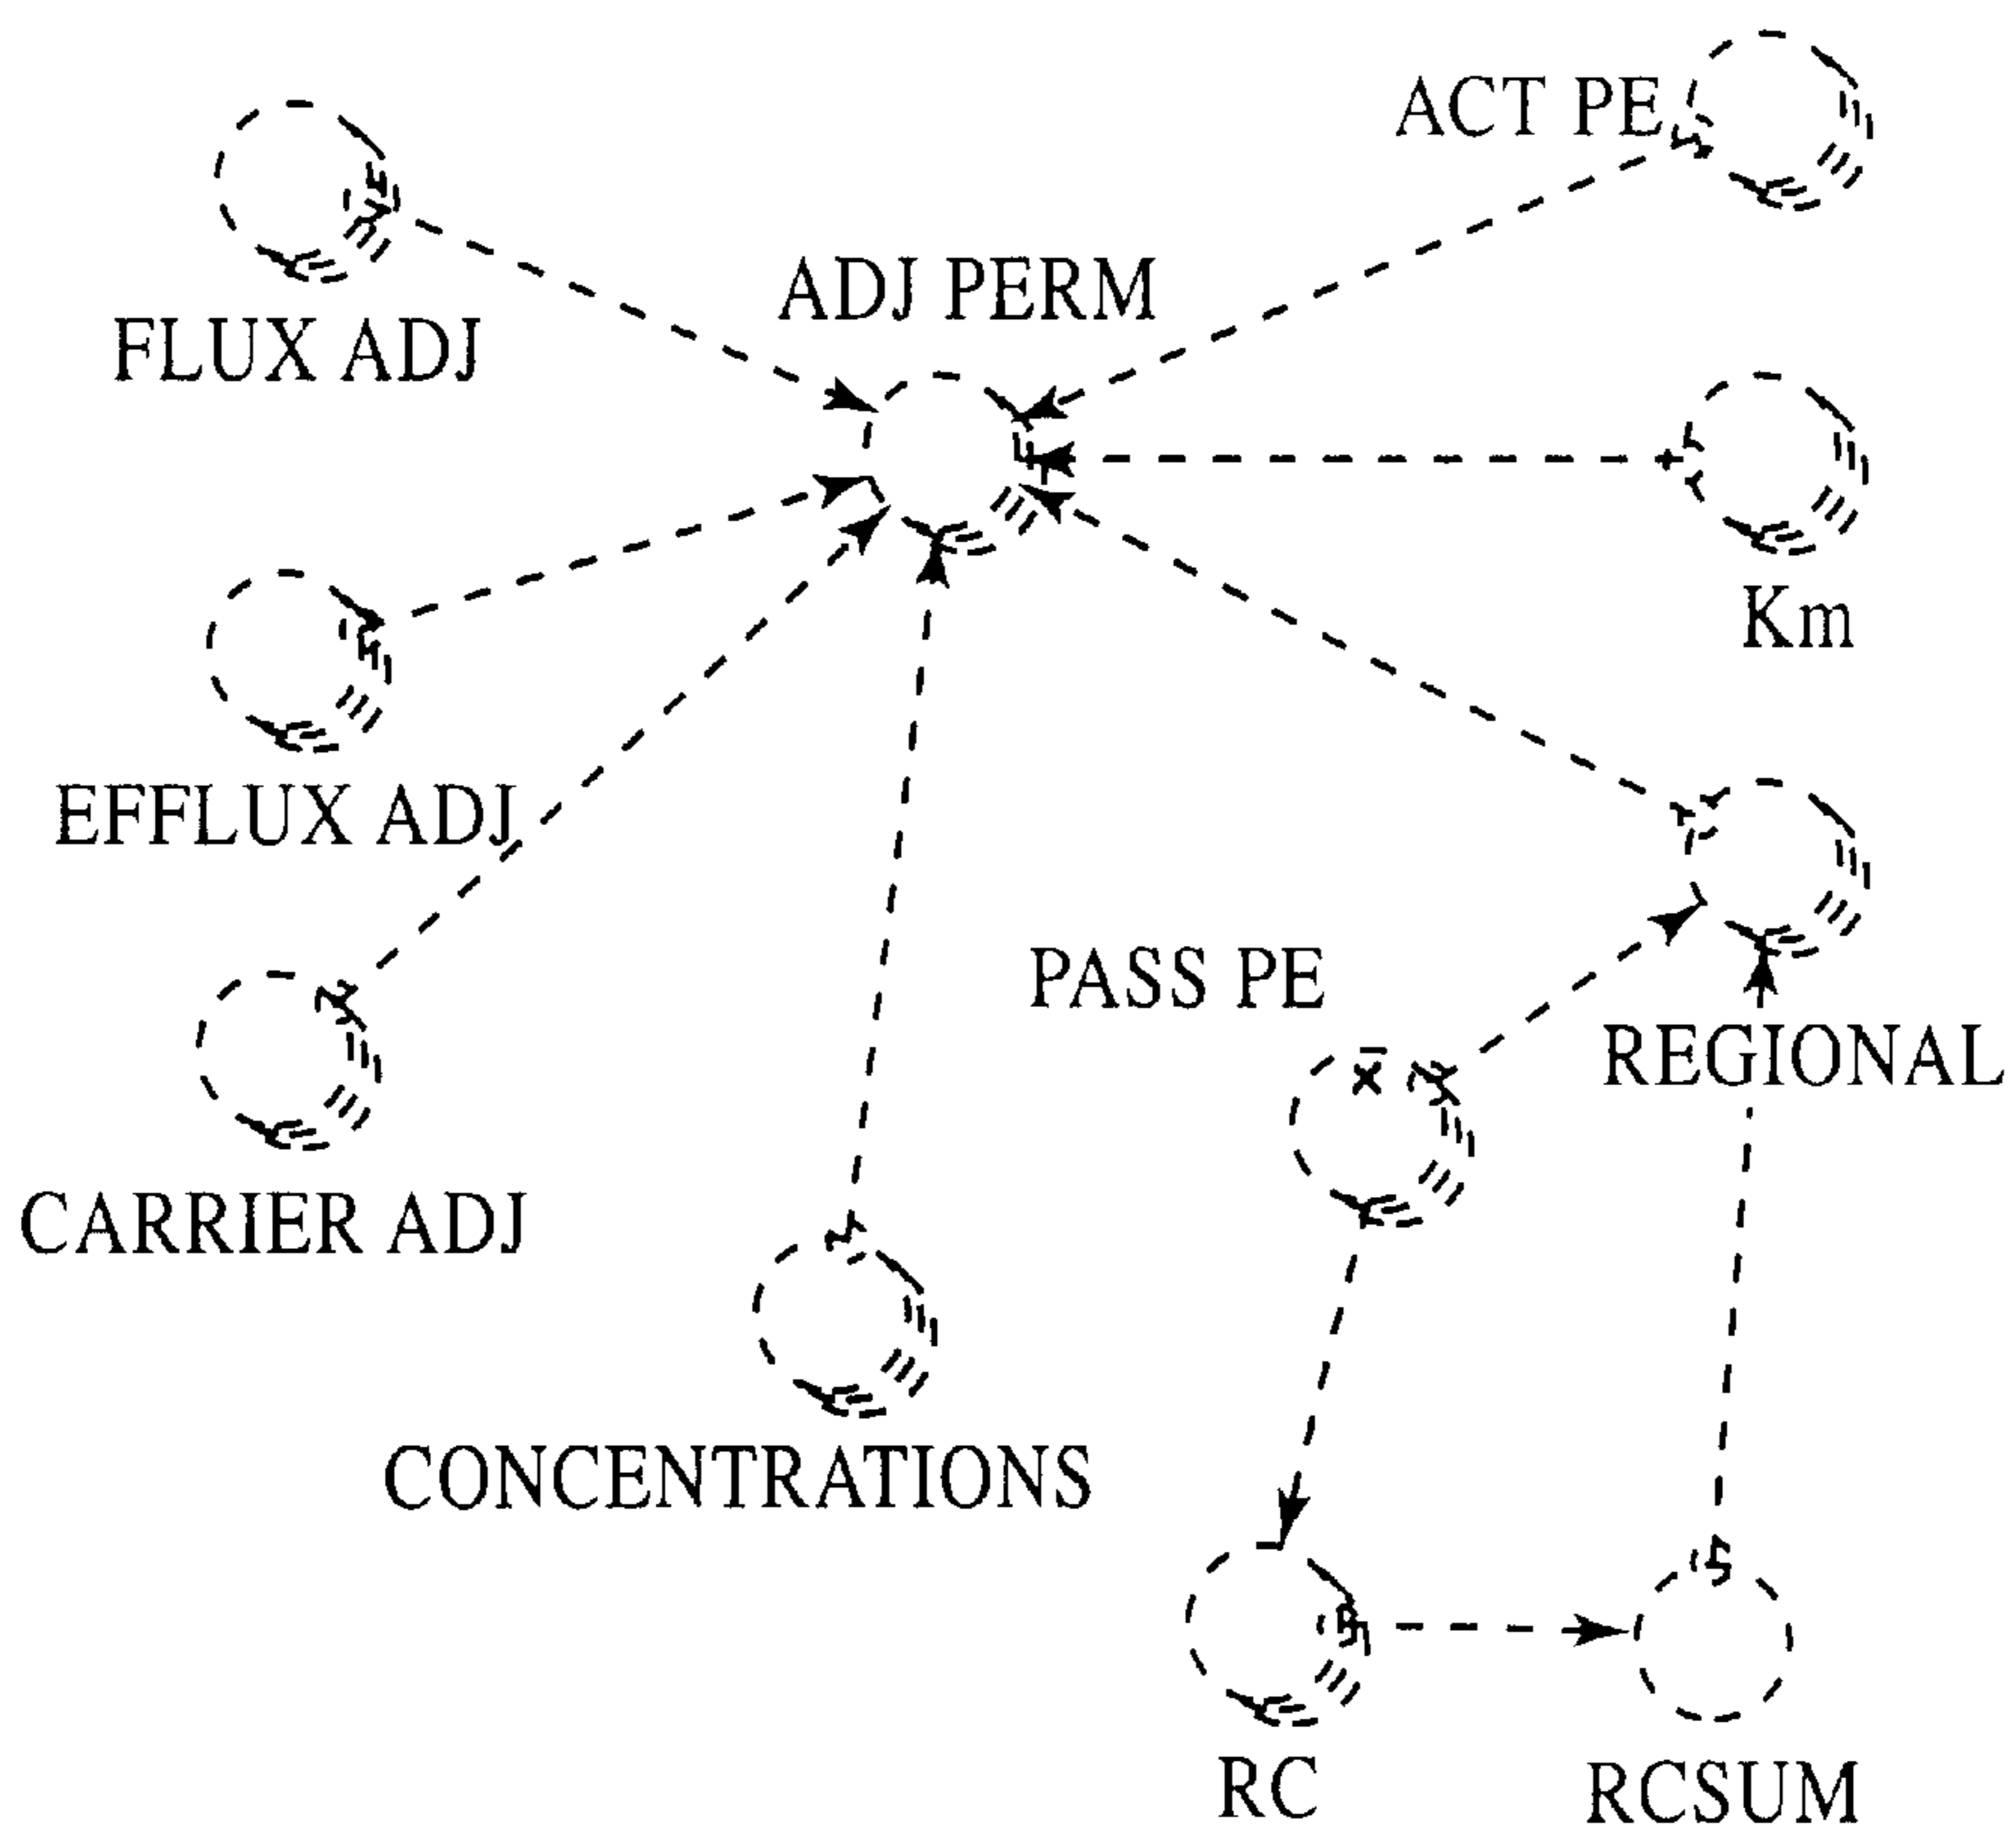 ACT PE
ADJ PERM
FLUX ADJ
Km
EFFLUX ADJ
PASS PE
REGIONAL
CARRIER ADJ
CONCENTRATIONS
RC
RCSUM